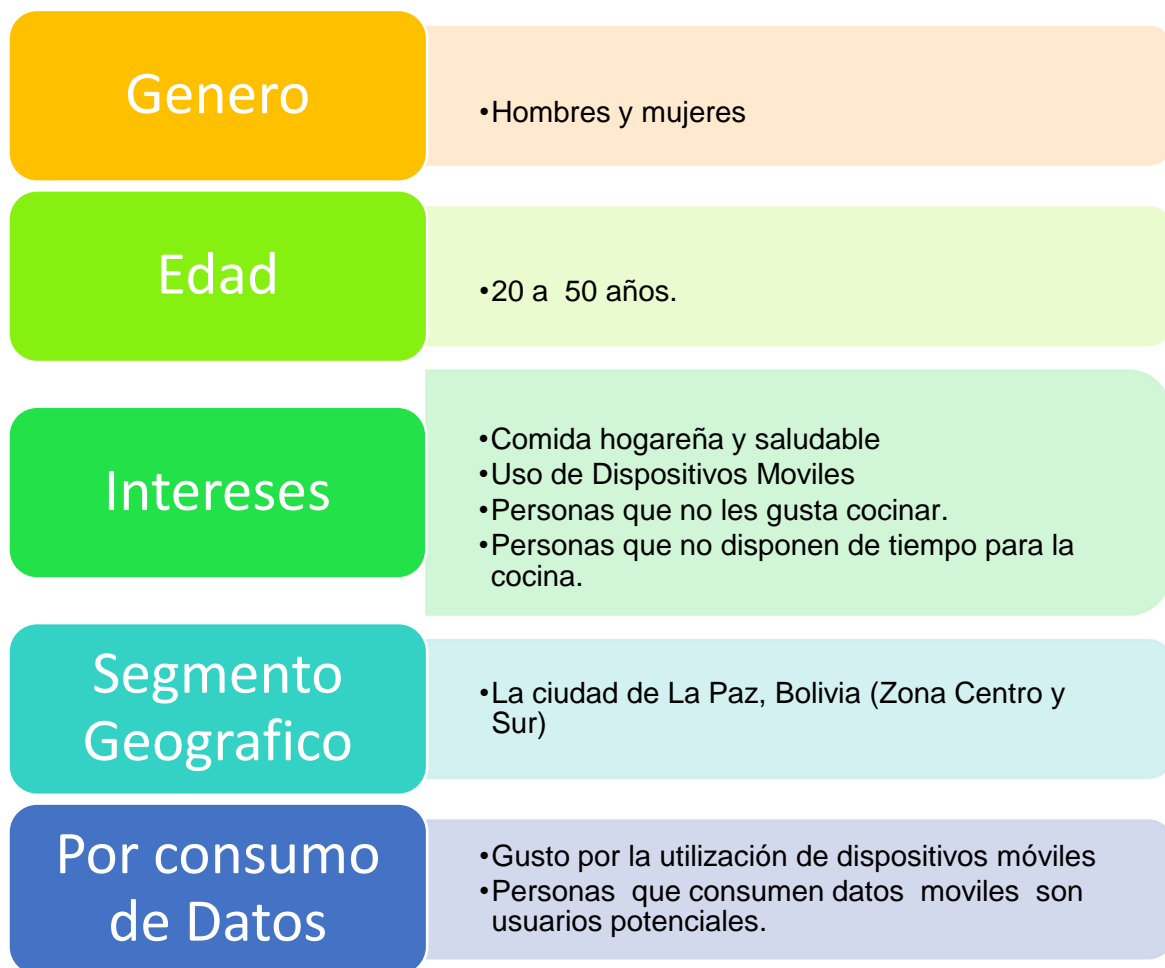 Genero
•Hombres y mujeres
Edad
•20 a  50 años.
Intereses
•Comida hogareña y saludable
•Uso de Dispositivos Moviles
•Personas que no les gusta cocinar.
•Personas que no disponen de tiempo para la
cocina.
Segmento
Geografico
•La ciudad de La Paz, Bolivia (Zona Centro y
Sur)
Por consumo
de Datos
•Gusto por la utilización de dispositivos móviles
•Personas  que consumen datos  moviles  son
usuarios potenciales.